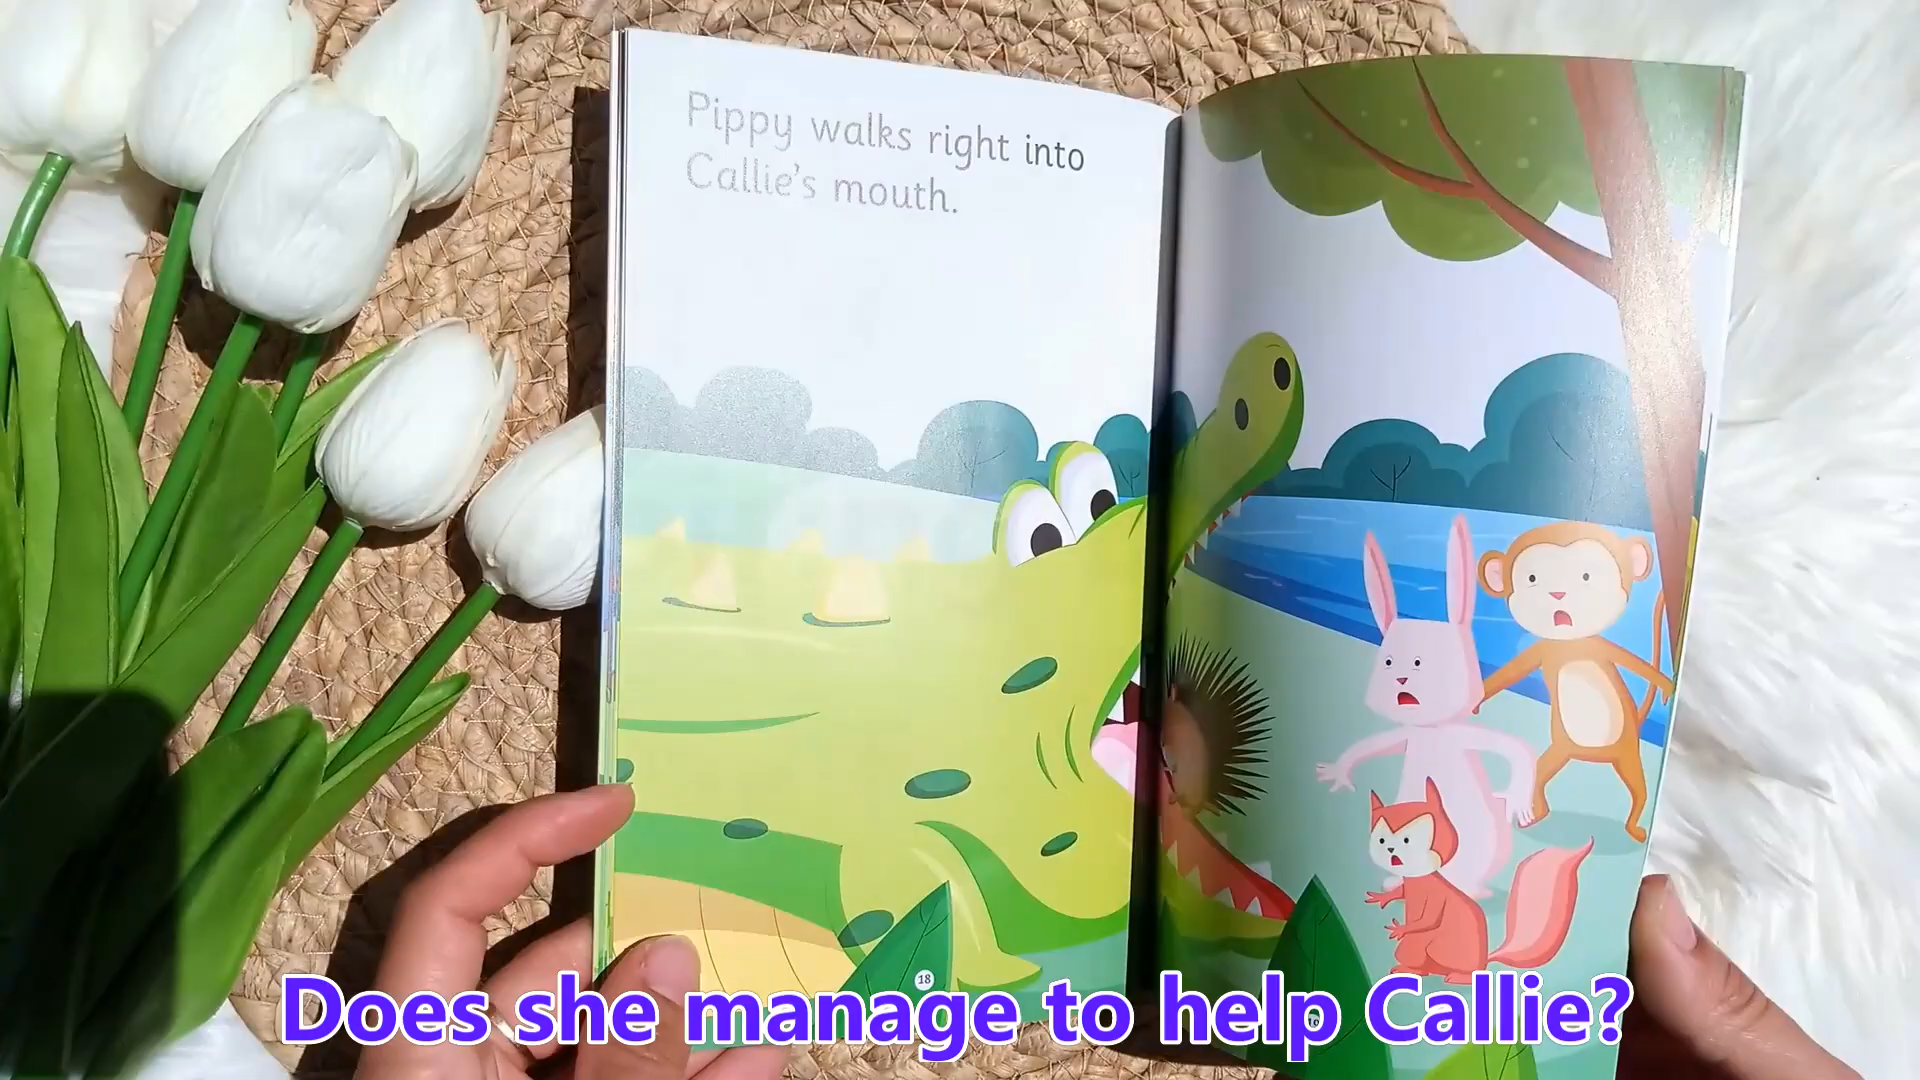 Pippy walks right into
Callie's mouth.
18
Does she manage to help Callie?